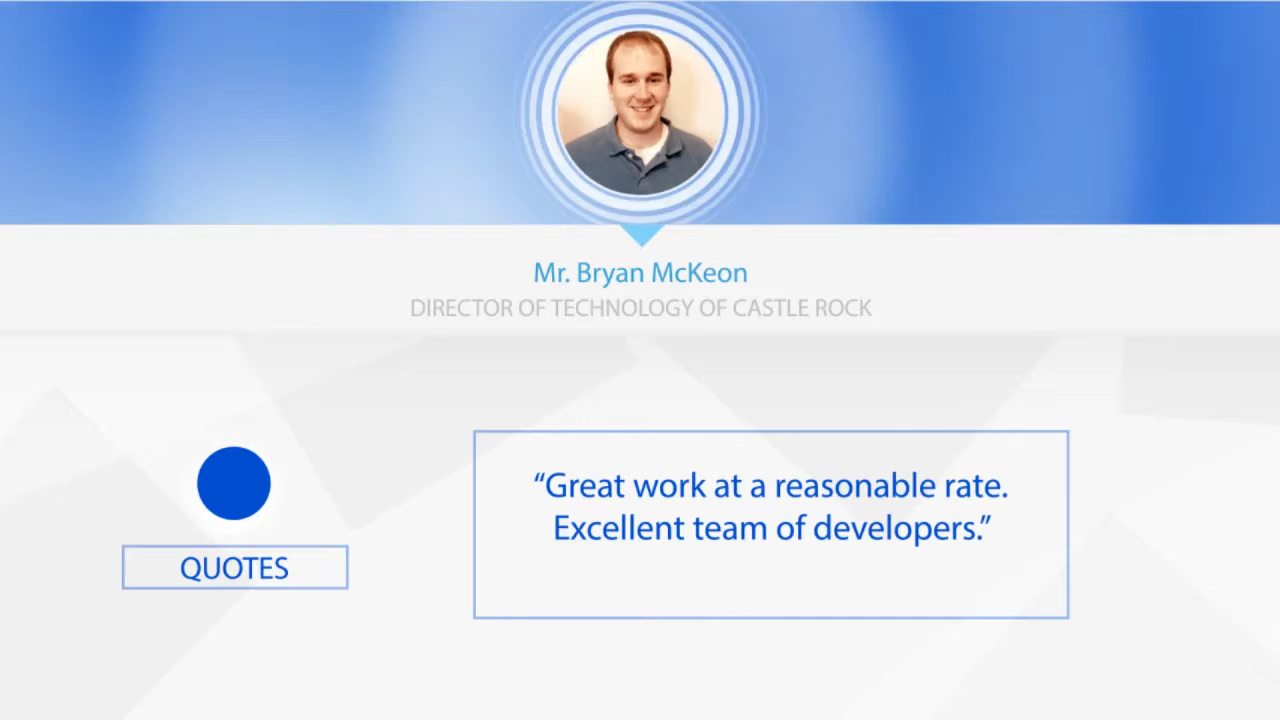 Mr. Bryan McKeon
DIRECTOR OF TECHNOLOGY OF CASTLE ROCK
“Great work at a reasonable rate.
Excellent team of developers.”
QUOTES